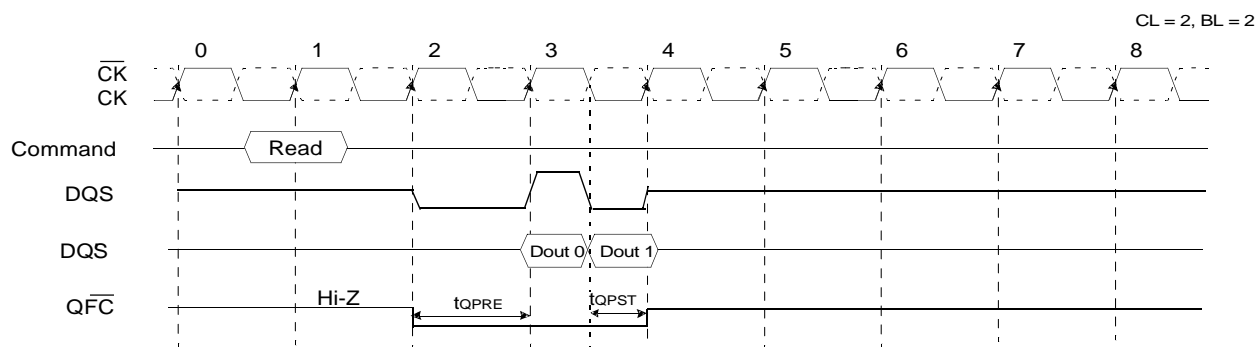 CL = 2, BL = 2
0 1 2 3 4 5 6 7 8
CK
CK
Command Read
DQS
DQS Dout 0 Dout 1
QFC Hi-Z tQPRE tQPST